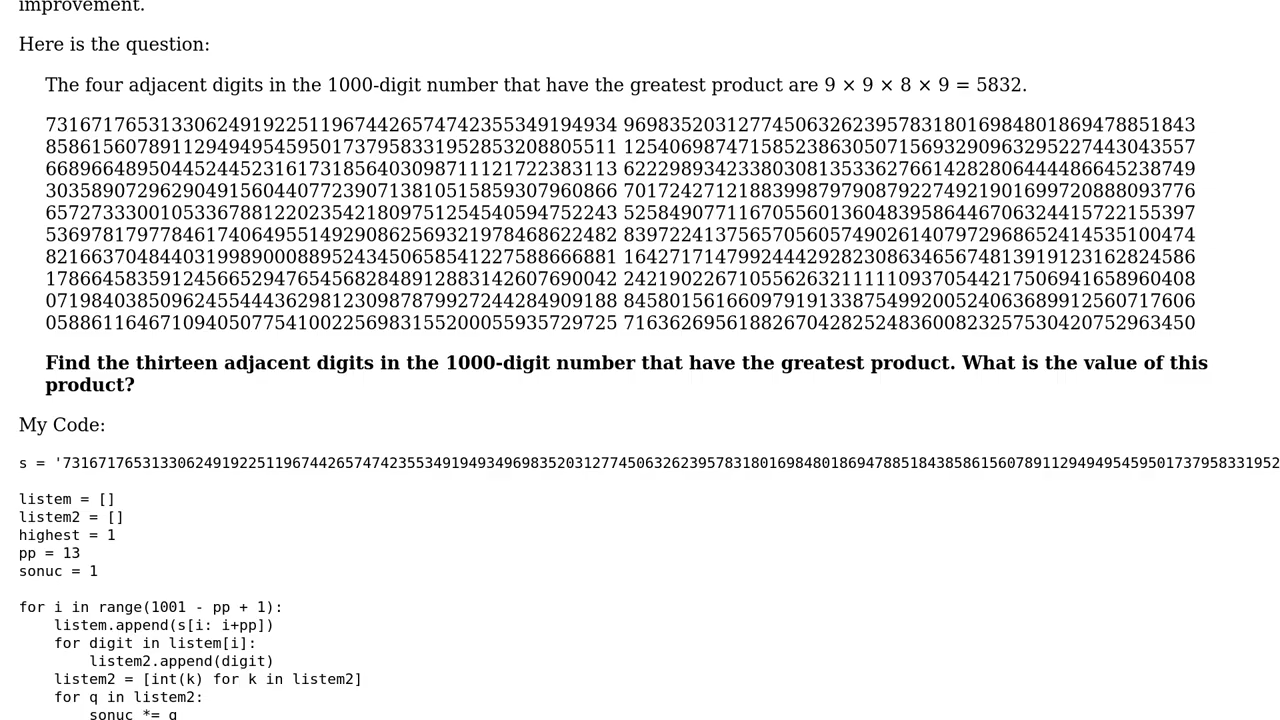 improvement.
Here is the question:
The four adjacent digits in the 1000-digit number that have the greatest product are 9 × 9 × 8 × 9 = 5832.
73167176531330624919225119674426574742355349194934 96983520312774506326239578318016984801869478851843
85861560789112949495459501737958331952853208805511 12540698747158523863050715693290963295227443043557
66896648950445244523161731856403098711121722383113 62229893423380308135336276614282806444486645238749
30358907296290491560440772390713810515859307960866 70172427121883998797908792274921901699720888093776
65727333001053367881220235421809751254540594752243 52584907711670556013604839586446706324415722155397
53697817977846174064955149290862569321978468622482 83972241375657056057490261407972968652414535100474
82166370484403199890008895243450658541227588666881 16427171479924442928230863465674813919123162824586
17866458359124566529476545682848912883142607690042 24219022671055626321111109370544217506941658960408
07198403850962455444362981230987879927244284909188 84580156166097919133875499200524063689912560717606
05886116467109405077541002256983155200055935729725 71636269561882670428252483600823257530420752963450
Find the thirteen adjacent digits in the 1000-digit number that have the greatest product. What is the value of this
product?
My Code:
s = '7316717653133062491922511967442657474235534919493496983520312774506326239578318016984801869478851843858615607891129494954595017379583319528
listem = []
listem2 = []
highest = 1
pp = 13
sonuc = 1
for i in range(1001 - pp + 1):
listem.append(s[i: i+pp])
for digit in listem[i]:
listem2.append(digit)
listem2 = [int(k) for k in listem2]
for q in listem2:
sonuc *= q